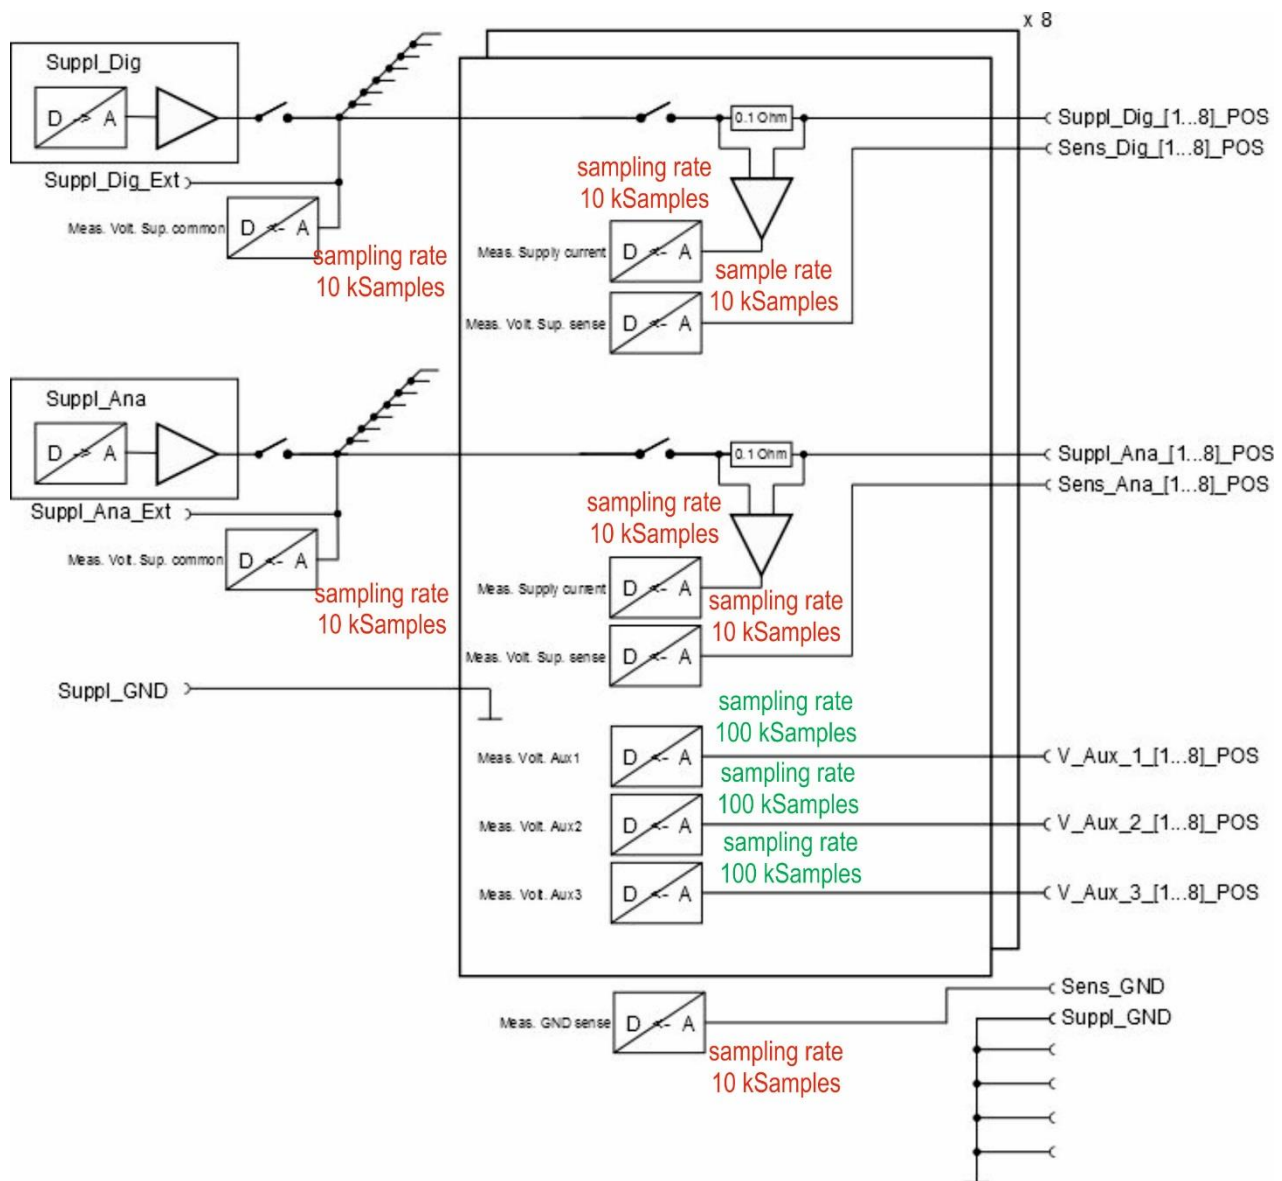 x 8
Suppl_Dig
D -> A
Suppl_Dig_Ext
Meas. Volt. Sup. common
D <- A
sampling rate
10 kSamples
0.1 Ohm
Suppl_Dig_[1...8]_POS
Sens_Dig_[1...8]_POS
sampling rate
10 kSamples
Meas. Supply current
D <- A
sample rate
10 kSamples
Meas. Volt. Sup. sense
D <- A
Suppl_Ana
D -> A
Suppl_Ana_Ext
Meas. Volt. Sup. common
D <- A
sampling rate
10 kSamples
0.1 Ohm
Suppl_Ana_[1...8]_POS
Sens_Ana_[1...8]_POS
sampling rate
10 kSamples
Meas. Supply current
D <- A
sampling rate
10 kSamples
Meas. Volt. Sup. sense
D <- A
Suppl_GND
sampling rate
100 kSamples
Meas. Volt. Aux1
D <- A
V_Aux_1_[1...8]_POS
sampling rate
100 kSamples
Meas. Volt. Aux2
D <- A
V_Aux_2_[1...8]_POS
sampling rate
100 kSamples
Meas. Volt. Aux3
D <- A
V_Aux_3_[1...8]_POS
Sens_GND
Suppl_GND
Meas. GND sense
D <- A
sampling rate
10 kSamples